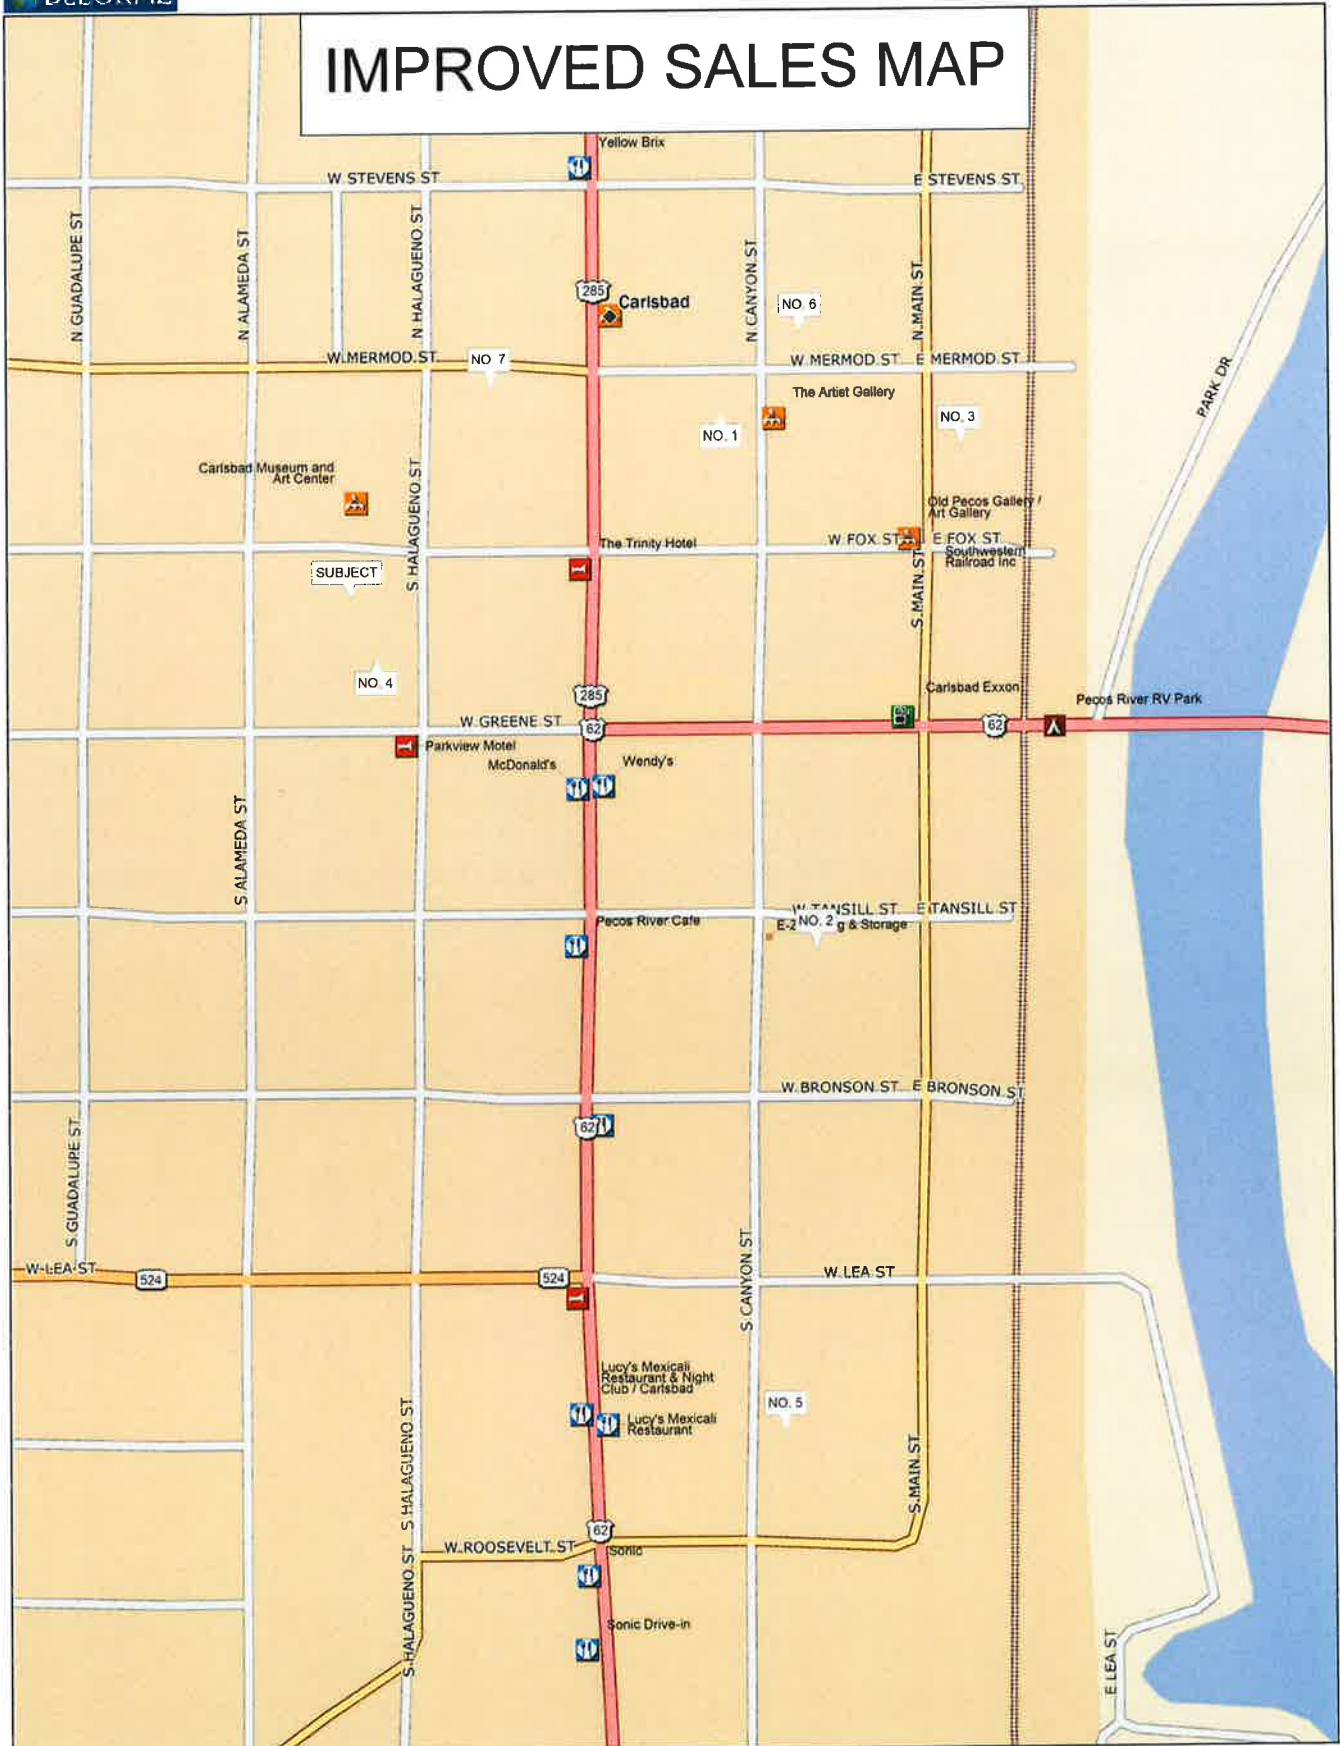 IMPROVED SALES MAP
Yellow Brix
W STEVENS ST
E STEVENS ST
N GUADALUPE ST
N ALAMEDA ST
N HALAGUENO ST
N CANYON ST
N MAIN ST
285
Carlsbad
NO. 6
W MERMOD ST
NO 7
W MERMOD ST
E MERMOD ST
PARK DR
The Artist Gallery
NO. 1
NO. 3
Carlsbad Museum and
Art Center
S HALAGUENO ST
Old Pecos Gallery /
Art Gallery
The Trinity Hotel
W FOX ST
E FOX ST
Southwestern
Railroad Inc
SUBJECT
S MAIN ST
NO. 4
285
Carlsbad Exxon
Pecos River RV Park
W GREENE ST
62
62
Parkview Motel
McDonald's
Wendy's
S ALAMEDA ST
W TANSILL ST
E TANSILL ST
Pecos River Cafe
E-Z
NO. 2
g & Storage
W BRONSON ST
E BRONSON ST
62
S GUADALUPE ST
W LEA ST
524
524
W LEA ST
S CANYON ST
Lucy's Mexicali
Restaurant & Night
Club / Carlsbad
Lucy's Mexicali
Restaurant
NO. 5
S HALAGUENO ST
S MAIN ST
62
W ROOSEVELT ST
Sonic
S HALAGUENO ST
Sonic Drive-in
E LEA ST